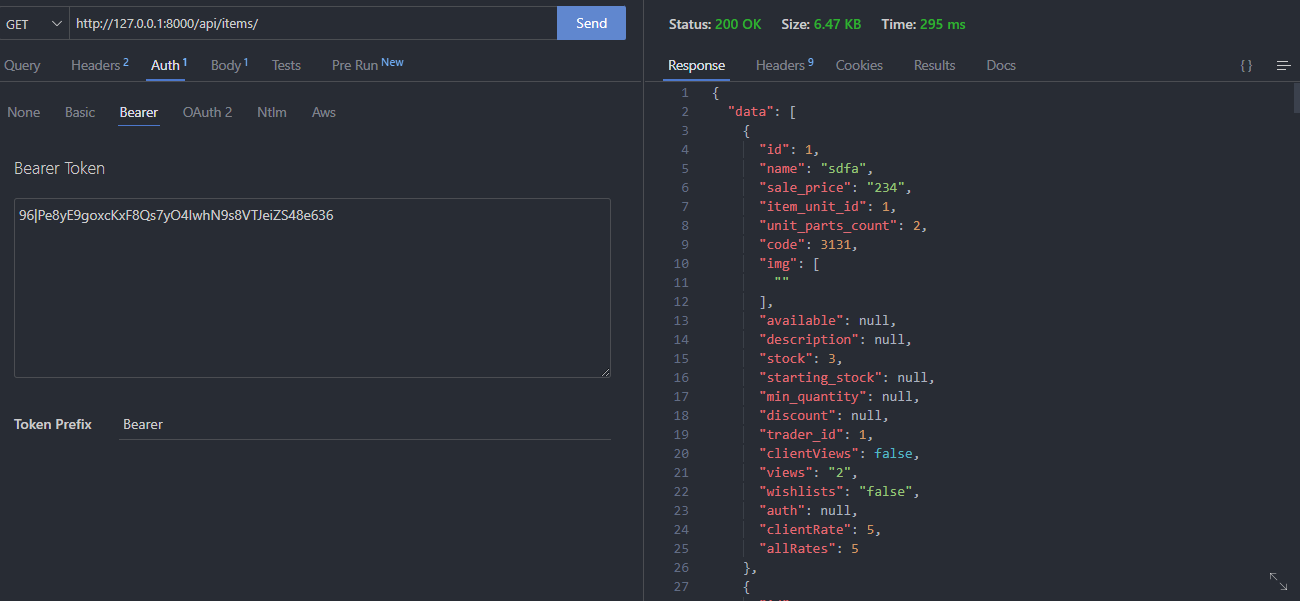 GET http://127.0.0.1:8000/api/items/ Send
Query Headers 2 Auth 1 Body 1 Tests Pre Run New
None Basic Bearer OAuth 2 Ntlm Aws
Bearer Token
96|Pe8yE9goxcKxF8Qs7yO4IwhN9s8VTJeiZS48e636
Token Prefix Bearer
Status: 200 OK Size: 6.47 KB Time: 295 ms
Response Headers 9 Cookies Results Docs {}
1 {
2 "data": [
3 {
4 "id": 1,
5 "name": "sdfa",
6 "sale_price": "234",
7 "item_unit_id": 1,
8 "unit_parts_count": 2,
9 "code": 3131,
10 "img": [
11 ""
12 ],
13 "available": null,
14 "description": null,
15 "stock": 3,
16 "starting_stock": null,
17 "min_quantity": null,
18 "discount": null,
19 "trader_id": 1,
20 "clientViews": false,
21 "views": "2",
22 "wishlists": "false",
23 "auth": null,
24 "clientRate": 5,
25 "allRates": 5
26 },
27 {